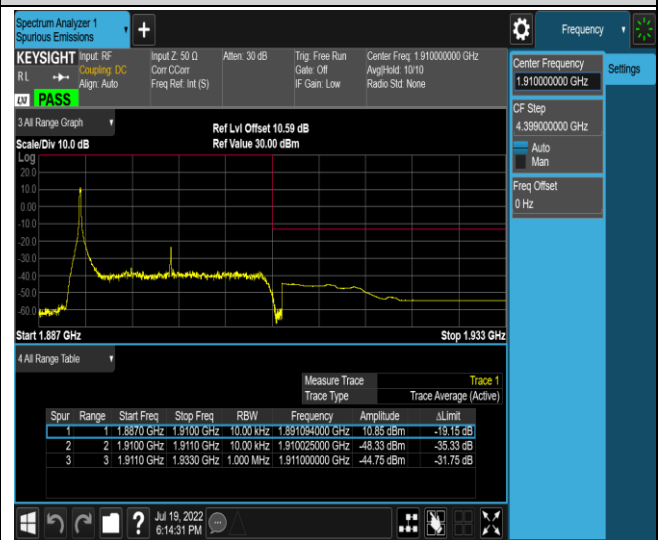 Spectrum Analyzer 1
Spurious Emissions
Frequency
KEYSIGHT Input: RF Input Z: 50 Ω Atten: 30 dB Trig: Free Run Center Freq: 1.910000000 GHz
RL Coupling: DC Corr CCorr Gate: Off Avg|Hold: 10/10
Align: Auto Freq Ref: Int (S) IF Gain: Low Radio Std: None
LXI PASS
Center Frequency
1.910000000 GHz
Settings
CF Step
4.399000000 GHz
Auto
Man
Freq Offset
0 Hz
3 All Range Graph
Ref Lvl Offset 10.59 dB
Scale/Div 10.0 dB Ref Value 30.00 dBm
Log
20.0
10.0
0.00
-10.0
-20.0
-30.0
-40.0
-50.0
-60.0
Start 1.887 GHz Stop 1.933 GHz
4 All Range Table
Measure Trace Trace 1
Trace Type Trace Average (Active)
Spur Range Start Freq Stop Freq RBW Frequency Amplitude ΔLimit
1 1 1.8870 GHz 1.9100 GHz 10.00 kHz 1.891094000 GHz 10.85 dBm -19.15 dB
2 2 1.9100 GHz 1.9110 GHz 10.00 kHz 1.910025000 GHz -48.33 dBm -35.33 dB
3 3 1.9110 GHz 1.9330 GHz 1.000 MHz 1.911000000 GHz -44.75 dBm -31.75 dB
Jul 19, 2022
6:14:31 PM